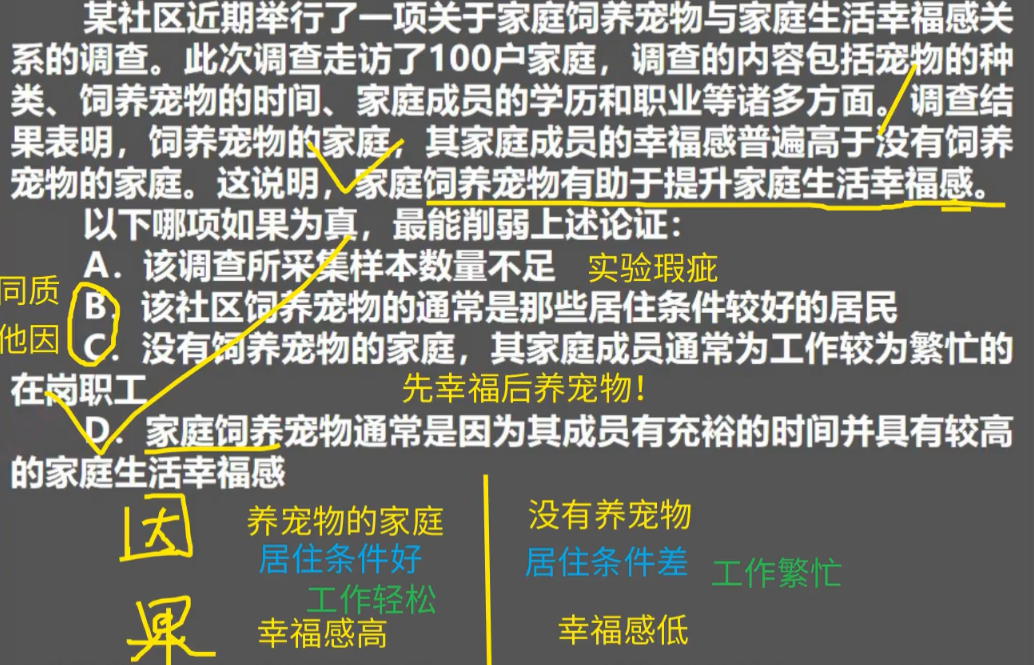 某社区近期举行了一项关于家庭饲养宠物与家庭生活幸福感关
系的调查。此次调查走访了100户家庭，调查的内容包括宠物的种
类、饲养宠物的时间、家庭成员的学历和职业等诸多方面。调查结
果表明，饲养宠物的家庭，其家庭成员的幸福感普遍高于没有饲养
宠物的家庭。这说明，家庭饲养宠物有助于提升家庭生活幸福感。
以下哪项如果为真，最能削弱上述论证：
A．该调查所采集样本数量不足 实验瑕疵
同质
B．该社区饲养宠物的通常是那些居住条件较好的居民
他因
C．没有饲养宠物的家庭，其家庭成员通常为工作较为繁忙的
在岗职工 先幸福后养宠物！
D．家庭饲养宠物通常是因为其成员有充裕的时间并具有较高
的家庭生活幸福感
因 养宠物的家庭 没有养宠物
居住条件好 居住条件差 工作繁忙
工作轻松
果 幸福感高 幸福感低